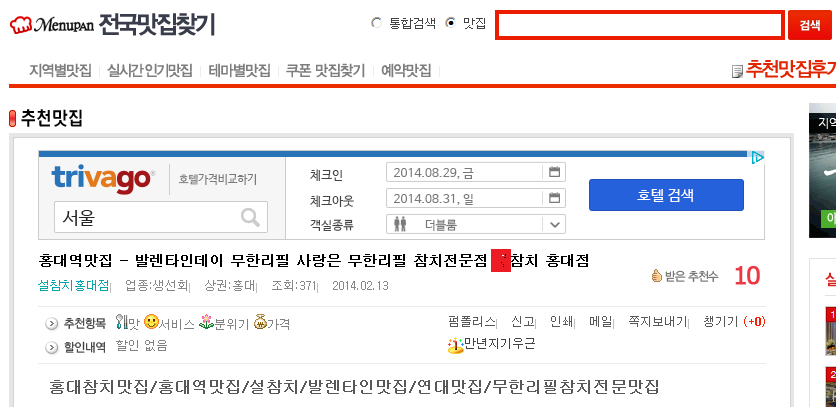 Menupan 전국맛집찾기
통합검색 맛집 검색
지역별맛집 실시간 인기맛집 테마별맛집 쿠폰 맛집찾기 예약맛집 추천맛집후기
추천맛집
trivago 호텔가격비교하기
서울
체크인 2014.08.29, 금
체크아웃 2014.08.31, 일
객실종류 더블룸
호텔 검색
지역
홍대역맛집 - 발렌타인데이 무한리필 사랑은 무한리필 참치전문점 참치 홍대점
설참치홍대점 업종:생선회 상권:홍대 조회:371 2014.02.13
받은 추천수 10
추천항목 맛 서비스 분위기 가격
할인내역 할인 없음
펌폴리스 신고 인쇄 메일 쪽지보내기 챙기기 (+0)
만년지기우근
홍대참치맛집/홍대역맛집/설참치/발렌타인맛집/연대맛집/무한리필참치전문맛집
1
2